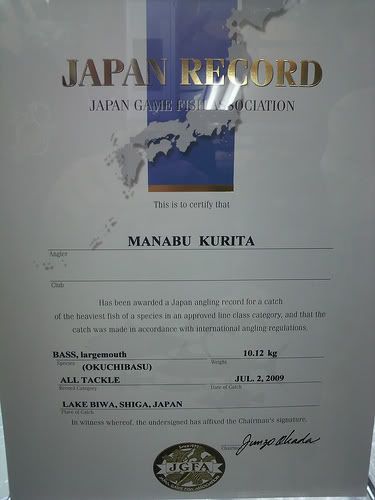 JAPAN RECORD
JAPAN GAME FISH ASSOCIATION
This is to certify that
MANABU KURITA
Angler
Club
Has been awarded a Japan angling record for a catch
of the heaviest fish of a species in an approved line class category, and that the
catch was made in accordance with international angling regulations.
BASS, largemouth 10.12 kg
Species (OKUCHIBASU) Weight
ALL TACKLE JUL. 2, 2009
Record Category Date of Catch
LAKE BIWA, SHIGA, JAPAN
Place of Catch
In witness whereof, the undersigned has affixed the Chairman's signature.
Chairman Junzo Okada
JGFA